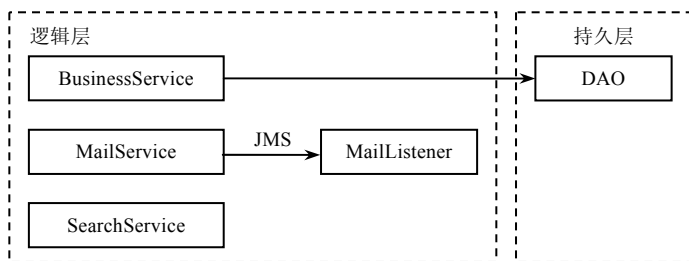 逻辑层
持久层
BusinessService
DAO
MailService
JMS
MailListener
SearchService